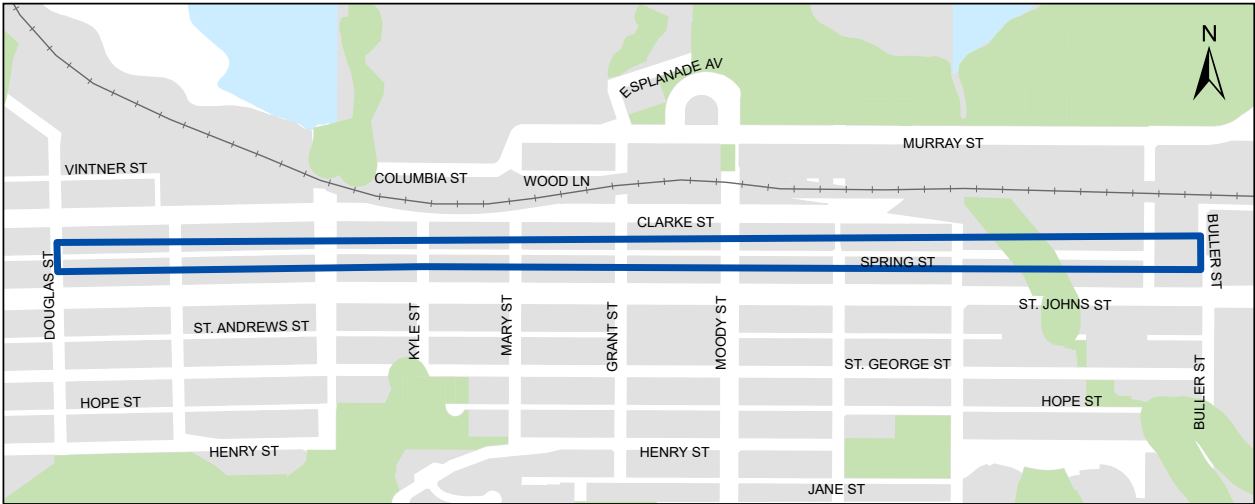 N
ESPLANADE AV
MURRAY ST
VINTNER ST
COLUMBIA ST
WOOD LN
CLARKE ST
BULLER ST
DOUGLAS ST
SPRING ST
ST. JOHNS ST
KYLE ST
MARY ST
GRANT ST
MOODY ST
ST. ANDREWS ST
ST. GEORGE ST
BULLER ST
HOPE ST
HOPE ST
HENRY ST
HENRY ST
JANE ST